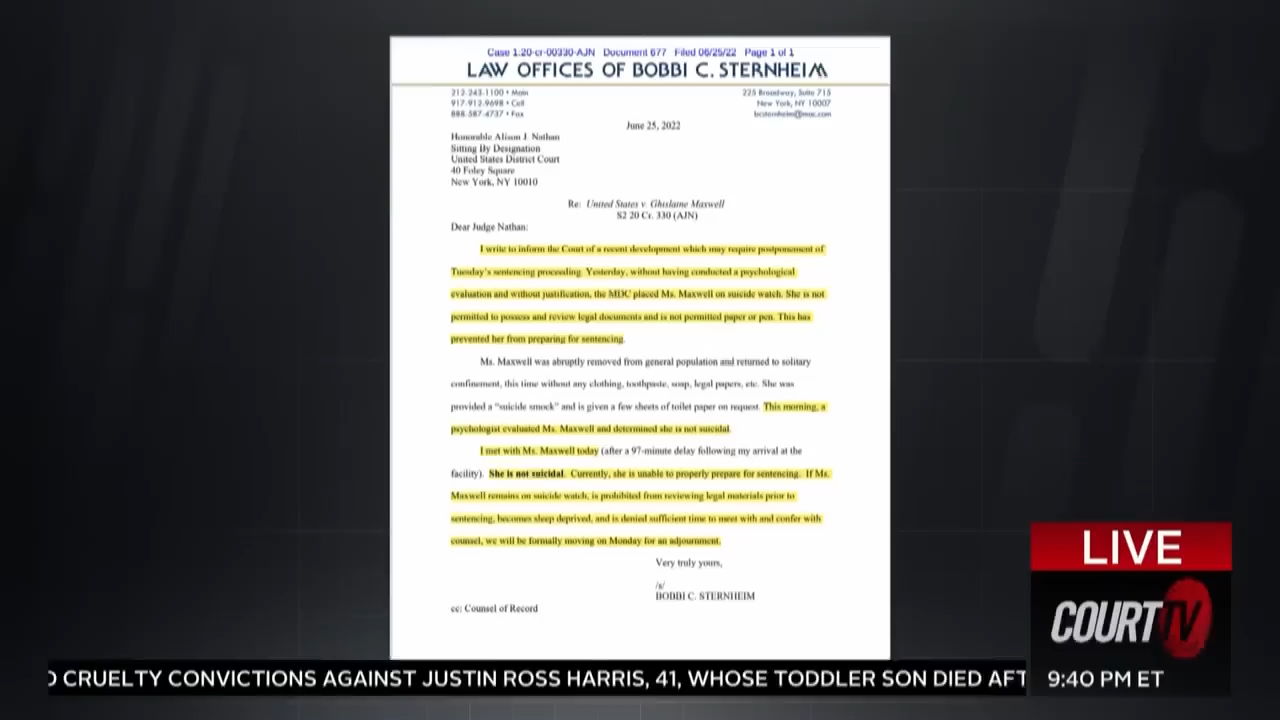 Case 1:20-cr-00330-AJN Document 677 Filed 06/25/22 Page 1 of 1
LAW OFFICES OF BOBBI C. STERNHEIM
212-243-1100 • Main
917-912-9698 • Cell
888-587-4737 • Fax
225 Broadway, Suite 715
New York, NY 10007
bcsternheim@mac.com
June 25, 2022
Honorable Alison J. Nathan
Sitting By Designation
United States District Court
40 Foley Square
New York, NY 10010
Re: United States v. Ghislaine Maxwell
S2 20 Cr. 330 (AJN)
Dear Judge Nathan:
I write to inform the Court of a recent development which may require postponement of
Tuesday's sentencing proceeding. Yesterday, without having conducted a psychological
evaluation and without justification, the MDC placed Ms. Maxwell on suicide watch. She is not
permitted to possess and review legal documents and is not permitted paper or pen. This has
prevented her from preparing for sentencing.
Ms. Maxwell was abruptly removed from general population and returned to solitary
confinement, this time without any clothing, toothpaste, soap, legal papers, etc. She was
provided a "suicide smock" and is given a few sheets of toilet paper on request. This morning, a
psychologist evaluated Ms. Maxwell and determined she is not suicidal.
I met with Ms. Maxwell today (after a 97-minute delay following my arrival at the
facility). She is not suicidal. Currently, she is unable to properly prepare for sentencing. If Ms.
Maxwell remains on suicide watch, is prohibited from reviewing legal materials prior to
sentencing, becomes sleep deprived, and is denied sufficient time to meet with and confer with
counsel, we will be formally moving on Monday for an adjournment.
Very truly yours,
/s/
BOBBI C. STERNHEIM
cc: Counsel of Record
LIVE
COURT TV
O CRUELTY CONVICTIONS AGAINST JUSTIN ROSS HARRIS, 41, WHOSE TODDLER SON DIED AFT
9:40 PM ET